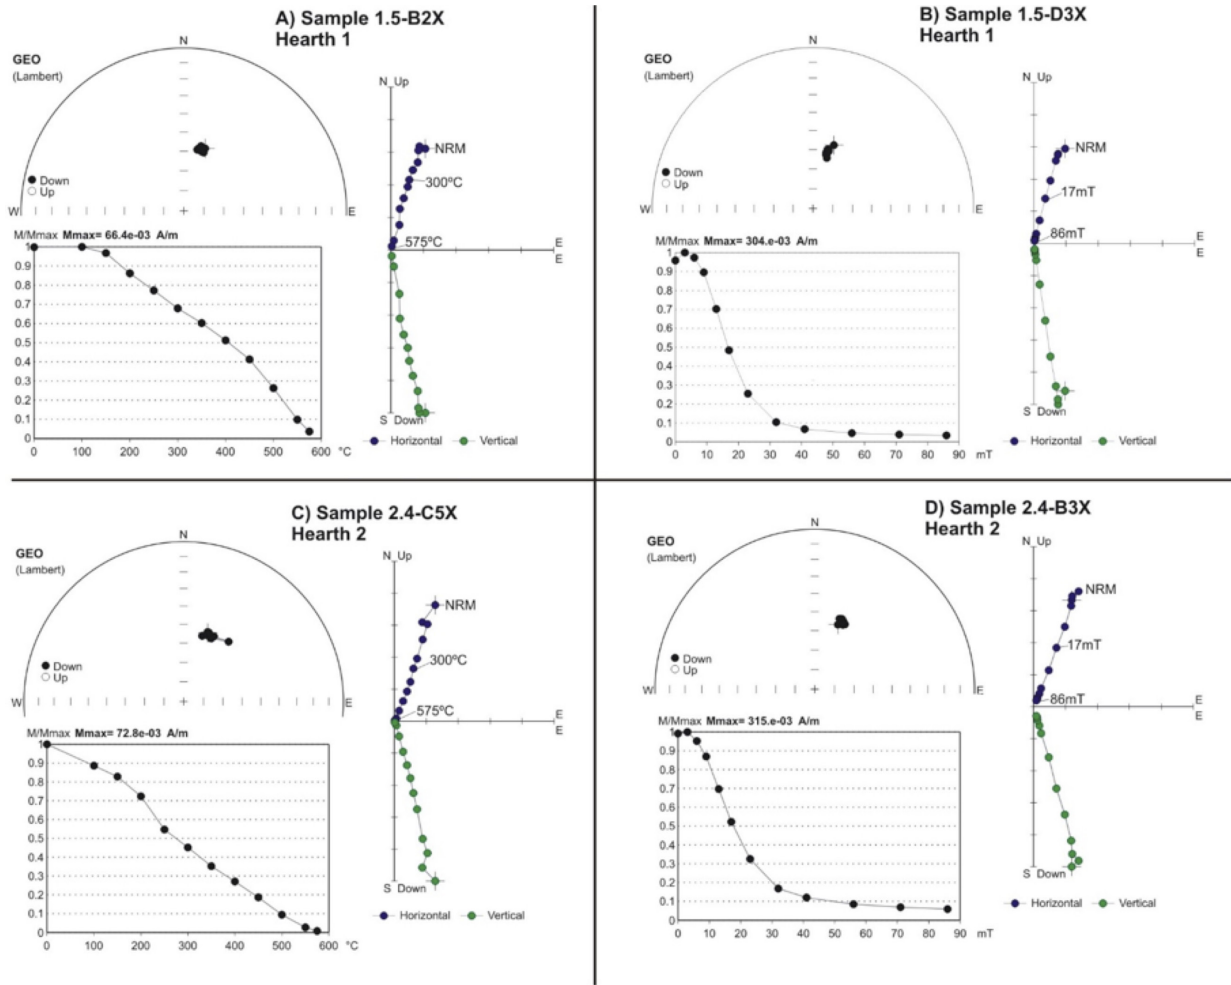 A) Sample 1.5-B2X
Hearth 1
GEO
(Lambert)
N
Down
Up
W
E
N Up
NRM
300ºC
575ºC
E
E
S Down
Horizontal
Vertical
M/Mmax Mmax= 66.4e-03 A/m
1
0.9
0.8
0.7
0.6
0.5
0.4
0.3
0.2
0.1
0
0 100 200 300 400 500 600 °C
B) Sample 1.5-D3X
Hearth 1
GEO
(Lambert)
N
Down
Up
W
E
N Up
NRM
17mT
86mT
E
E
S Down
Horizontal
Vertical
M/Mmax Mmax= 304.e-03 A/m
1
0.9
0.8
0.7
0.6
0.5
0.4
0.3
0.2
0.1
0
0 10 20 30 40 50 60 70 80 90 mT
C) Sample 2.4-C5X
Hearth 2
GEO
(Lambert)
N
Down
Up
W
E
N Up
NRM
300ºC
575ºC
E
E
S Down
Horizontal
Vertical
M/Mmax Mmax= 72.8e-03 A/m
1
0.9
0.8
0.7
0.6
0.5
0.4
0.3
0.2
0.1
0
0 100 200 300 400 500 600 °C
D) Sample 2.4-B3X
Hearth 2
GEO
(Lambert)
N
Down
Up
W
E
N Up
NRM
17mT
86mT
E
E
S Down
Horizontal
Vertical
M/Mmax Mmax= 315.e-03 A/m
1
0.9
0.8
0.7
0.6
0.5
0.4
0.3
0.2
0.1
0
0 10 20 30 40 50 60 70 80 90 mT